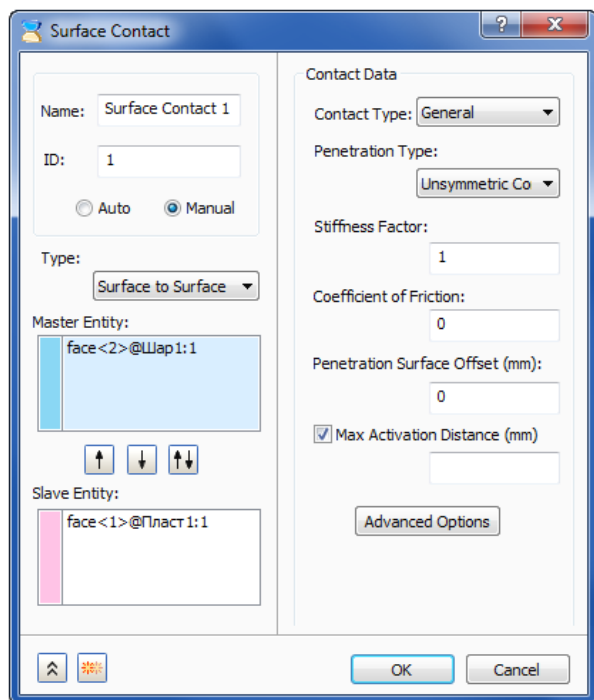 Surface Contact
Name: Surface Contact 1
ID: 1
Auto Manual
Type:
Surface to Surface
Master Entity:
face<2>@Шар1:1
Slave Entity:
face<1>@Пласт1:1
Contact Data
Contact Type: General
Penetration Type:
Unsymmetric Co
Stiffness Factor:
1
Coefficient of Friction:
0
Penetration Surface Offset (mm):
0
Max Activation Distance (mm)
Advanced Options
OK Cancel